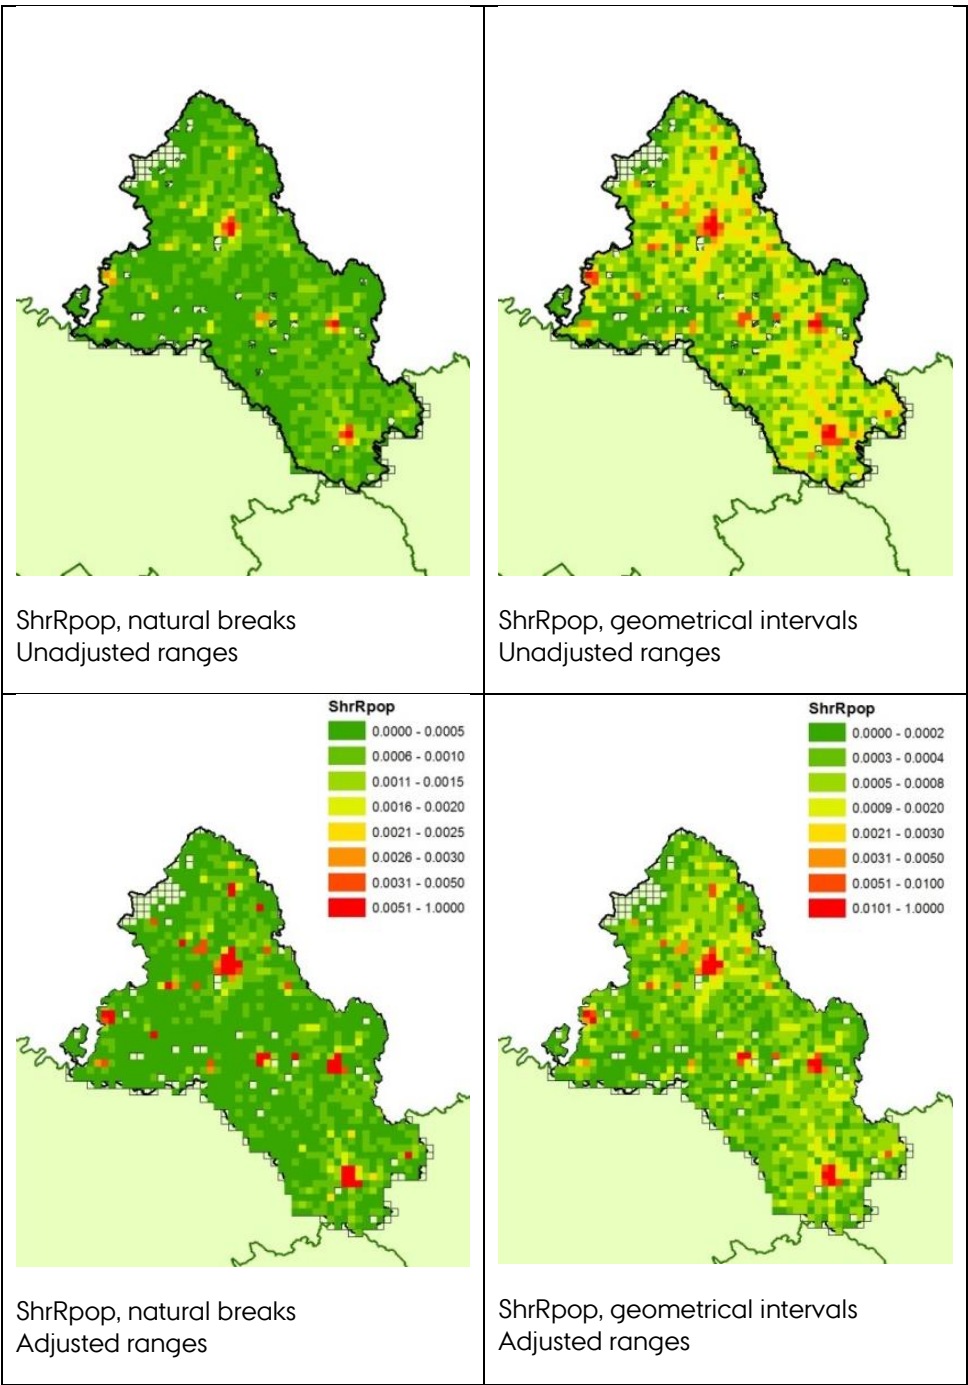 ShrRpop, natural breaks
Unadjusted ranges
ShrRpop, geometrical intervals
Unadjusted ranges
ShrRpop
0.0000 - 0.0005
0.0006 - 0.0010
0.0011 - 0.0015
0.0016 - 0.0020
0.0021 - 0.0025
0.0026 - 0.0030
0.0031 - 0.0050
0.0051 - 1.0000
ShrRpop, natural breaks
Adjusted ranges
ShrRpop
0.0000 - 0.0002
0.0003 - 0.0004
0.0005 - 0.0008
0.0009 - 0.0020
0.0021 - 0.0030
0.0031 - 0.0050
0.0051 - 0.0100
0.0101 - 1.0000
ShrRpop, geometrical intervals
Adjusted ranges